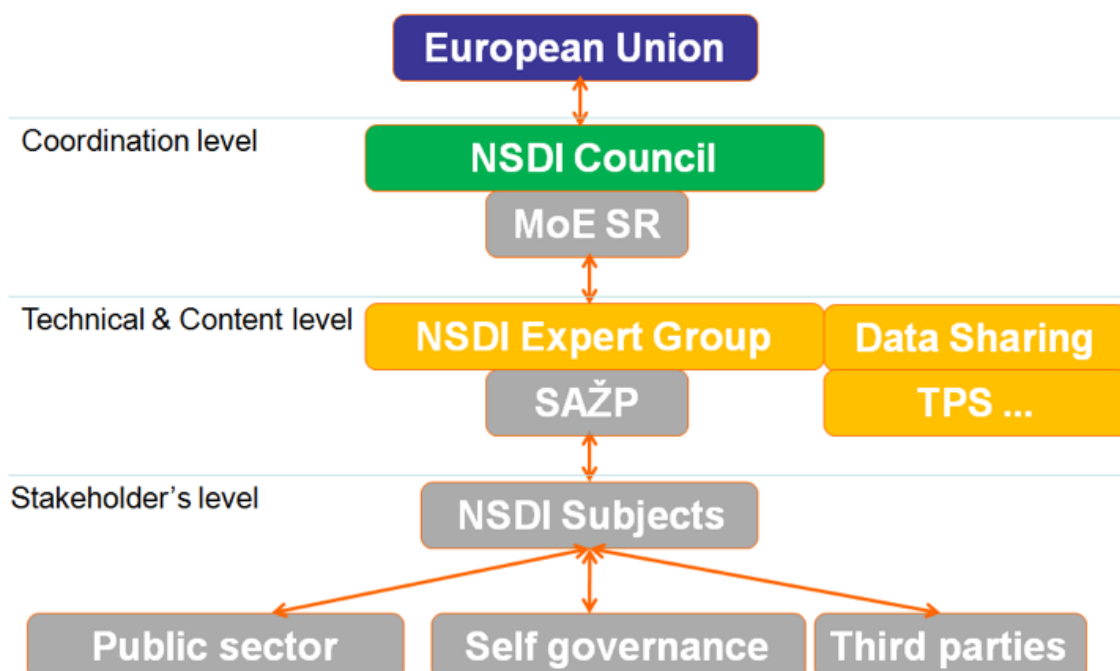 European Union
Coordination level
NSDI Council
MoE SR
Technical & Content level
NSDI Expert Group
Data Sharing
SAŽP
TPS ...
Stakeholder’s level
NSDI Subjects
Public sector
Self governance
Third parties